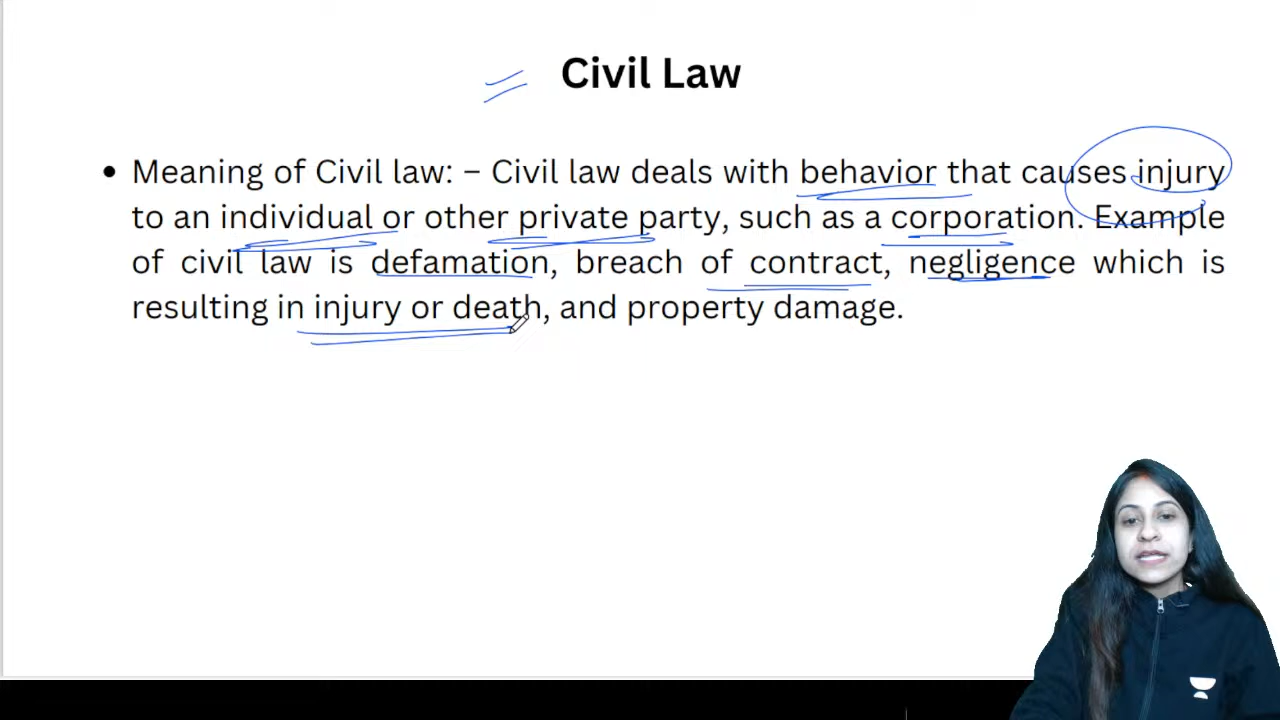 Civil Law
• Meaning of Civil law: – Civil law deals with behavior that causes injury
to an individual or other private party, such as a corporation. Example
of civil law is defamation, breach of contract, negligence which is
resulting in injury or death, and property damage.